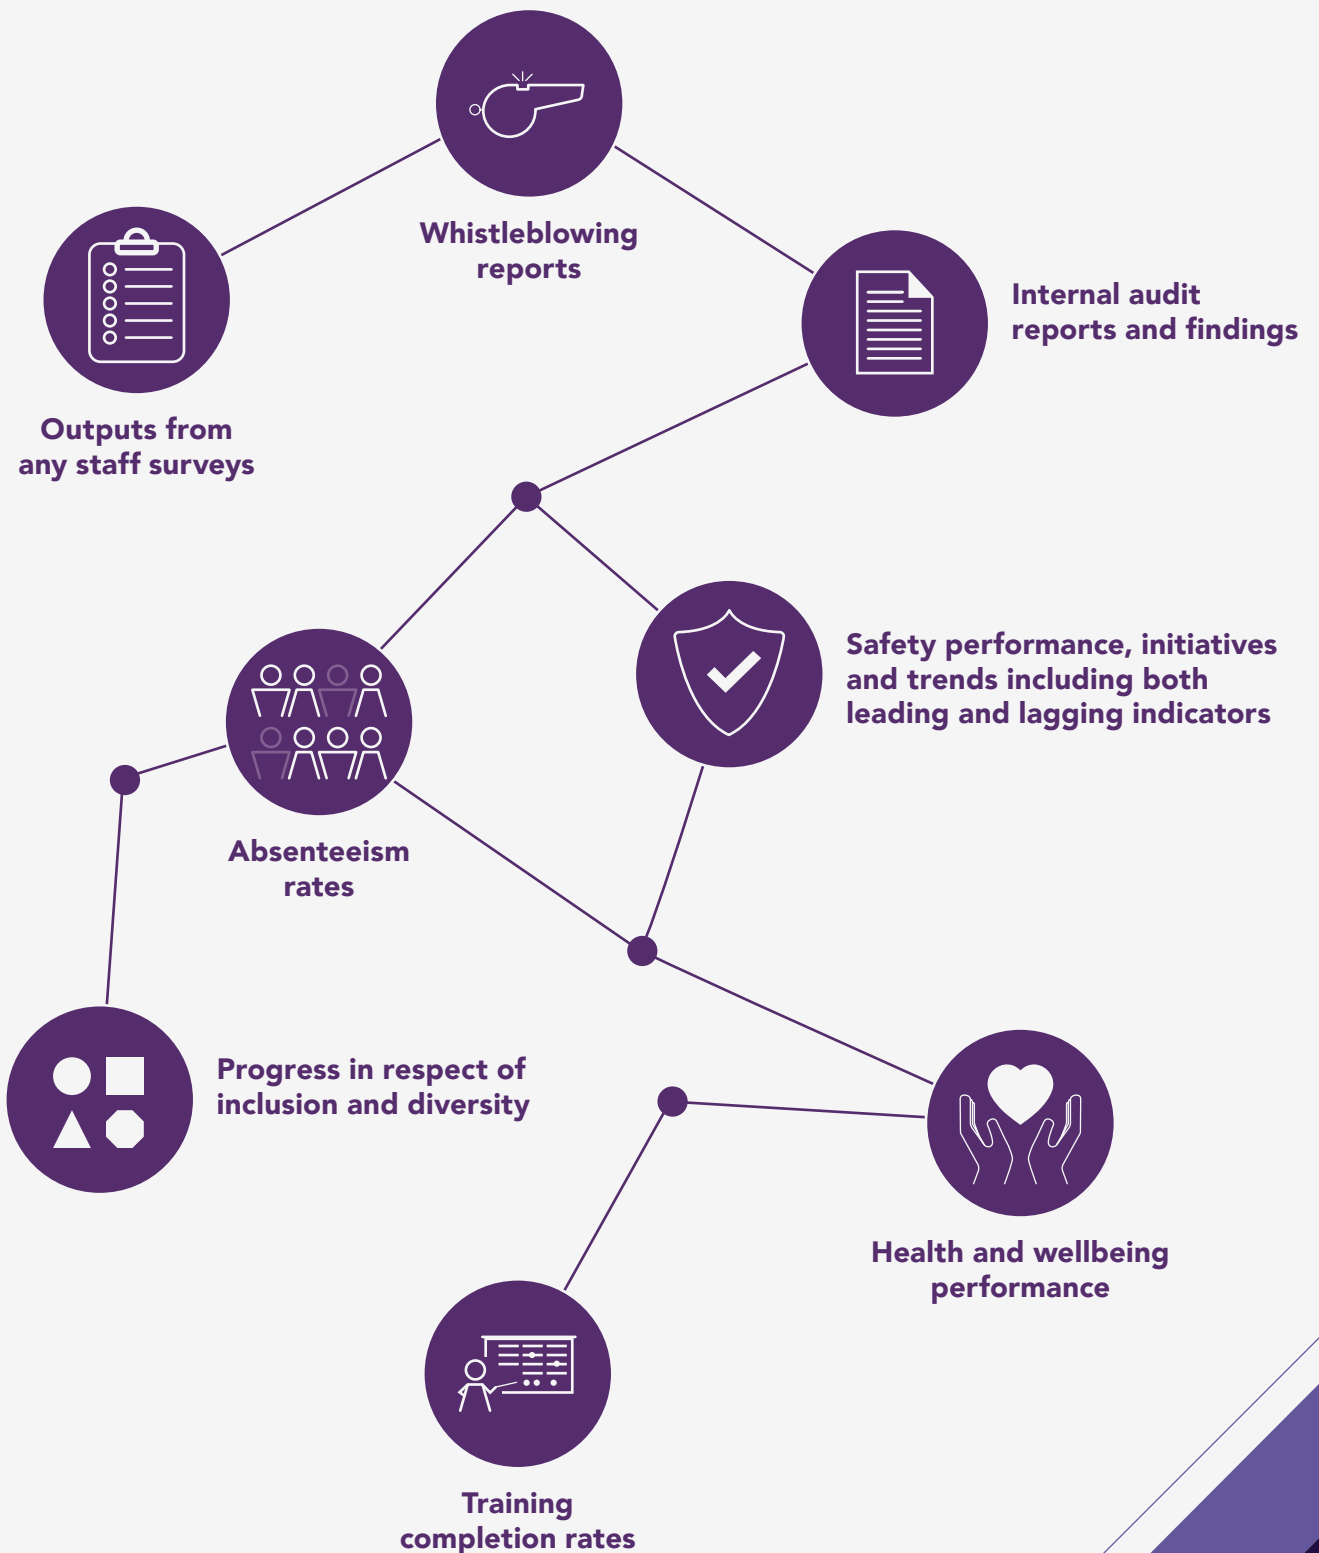 Whistleblowing
reports
Internal audit
reports and findings
Outputs from
any staff surveys
Safety performance, initiatives
and trends including both
leading and lagging indicators
Absenteeism
rates
Progress in respect of
inclusion and diversity
Health and wellbeing
performance
Training
completion rates